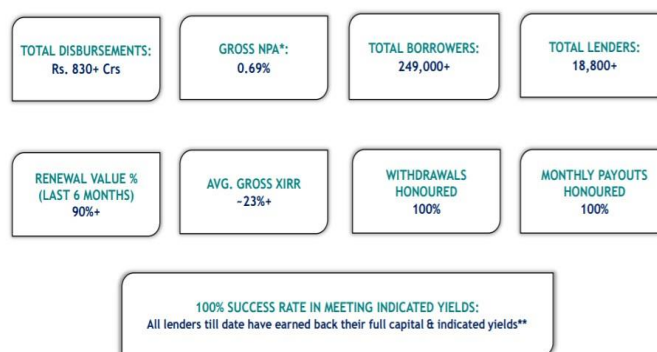 TOTAL DISBURSEMENTS:
Rs. 830+ Crs
GROSS NPA*:
0.69%
TOTAL BORROWERS:
249,000+
TOTAL LENDERS:
18,800+
RENEWAL VALUE %
(LAST 6 MONTHS)
90%+
AVG. GROSS XIRR
~23%+
WITHDRAWALS
HONOURED
100%
MONTHLY PAYOUTS
HONOURED
100%
100% SUCCESS RATE IN MEETING INDICATED YIELDS:
All lenders till date have earned back their full capital & indicated yields**